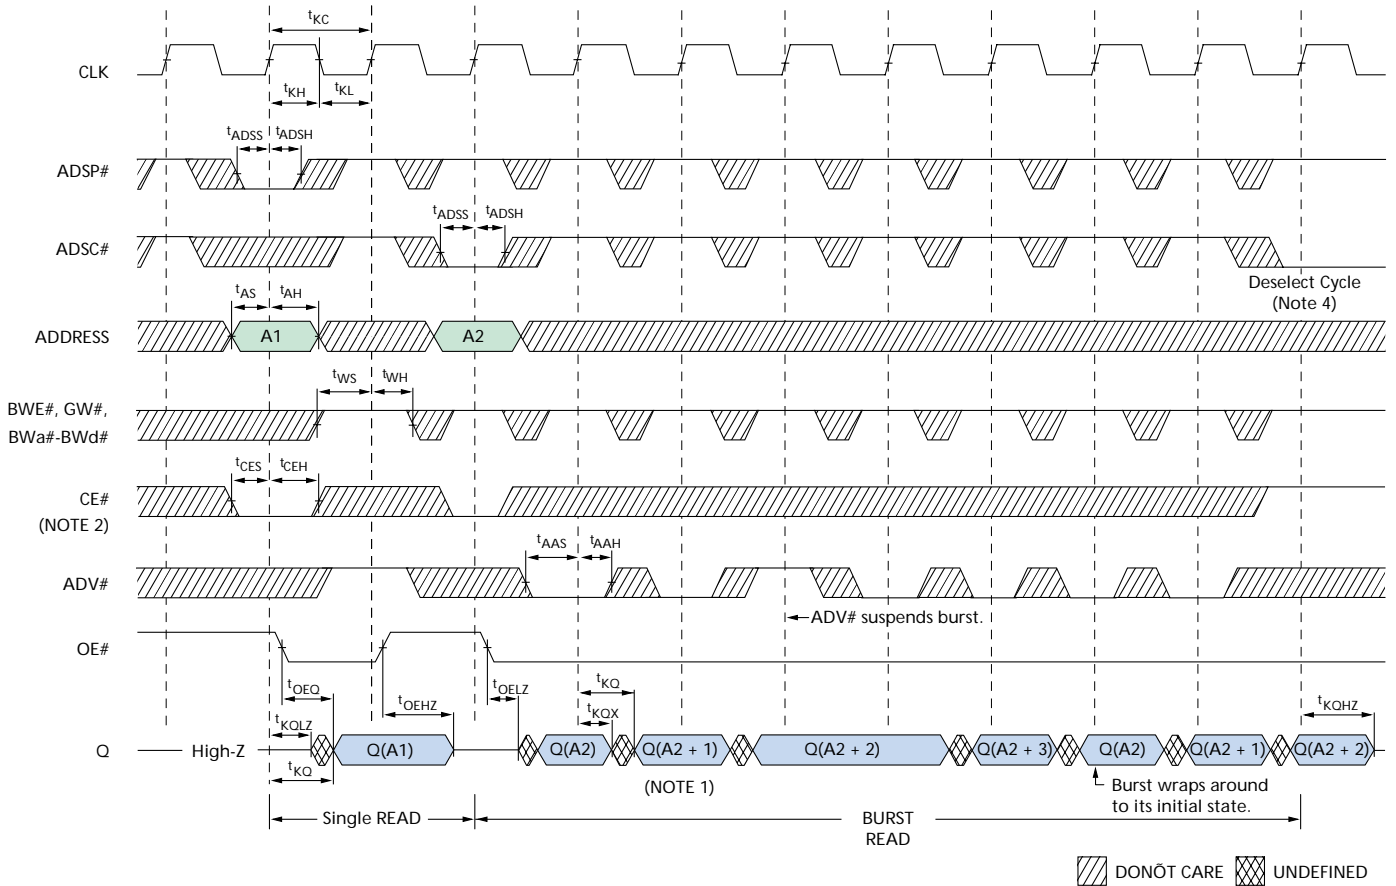 tKC
CLK
tKH
tKL
tADSS
tADSH
ADSP#
tADSS
tADSH
ADSC#
Deselect Cycle
(Note 4)
tAS
tAH
ADDRESS
A1
A2
tWS
tWH
BWE#, GW#,
BWa#-BWd#
tCES
tCEH
CE#
(NOTE 2)
tAAS
tAAH
ADV#
ADV# suspends burst.
OE#
tOEQ
tOEHZ
tOELZ
tKQ
tKQX
tKQLZ
tKQHZ
Q
High-Z
Q(A1)
Q(A2)
Q(A2 + 1)
Q(A2 + 2)
Q(A2 + 3)
Q(A2)
Q(A2 + 1)
Q(A2 + 2)
tKQ
(NOTE 1)
Burst wraps around
to its initial state.
Single READ
BURST
READ
DONÕT CARE
UNDEFINED